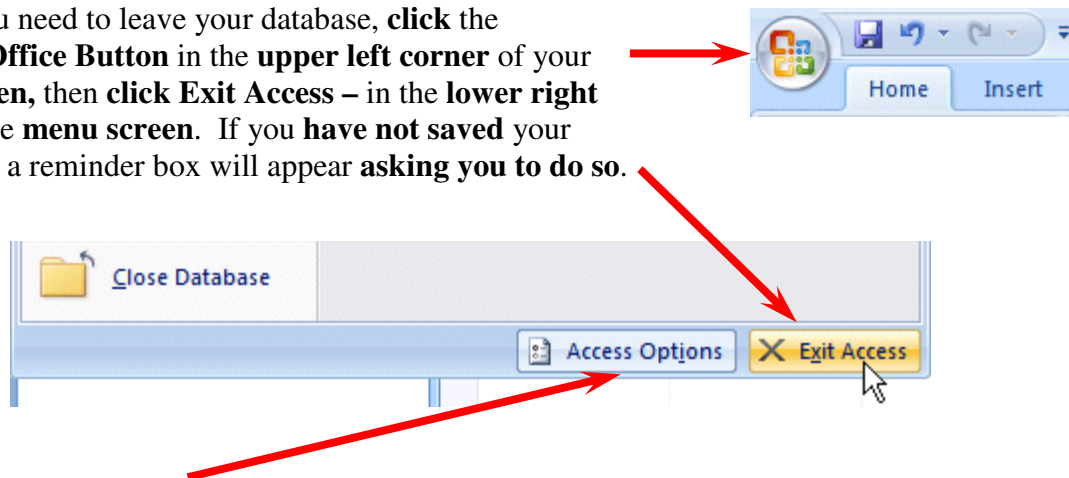 u need to leave your database, click the
Office Button in the upper left corner of your
en, then click Exit Access – in the lower right
e menu screen. If you have not saved your
a reminder box will appear asking you to do so.
Home Insert
Close Database
Access Options Exit Access